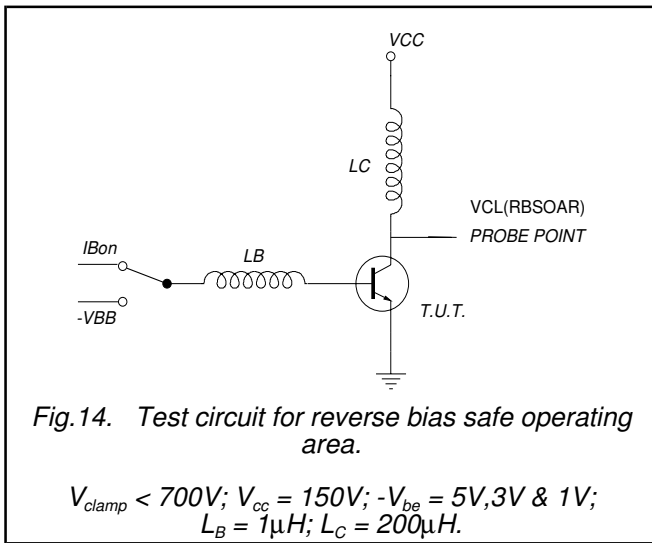 VCC
LC
VCL(RBSOAR)
PROBE POINT
IBon
LB
-VBB
T.U.T.
Fig.14. Test circuit for reverse bias safe operating
area.
Vclamp < 700V; Vcc = 150V; -Vbe = 5V,3V & 1V;
LB = 1μH; LC = 200μH.